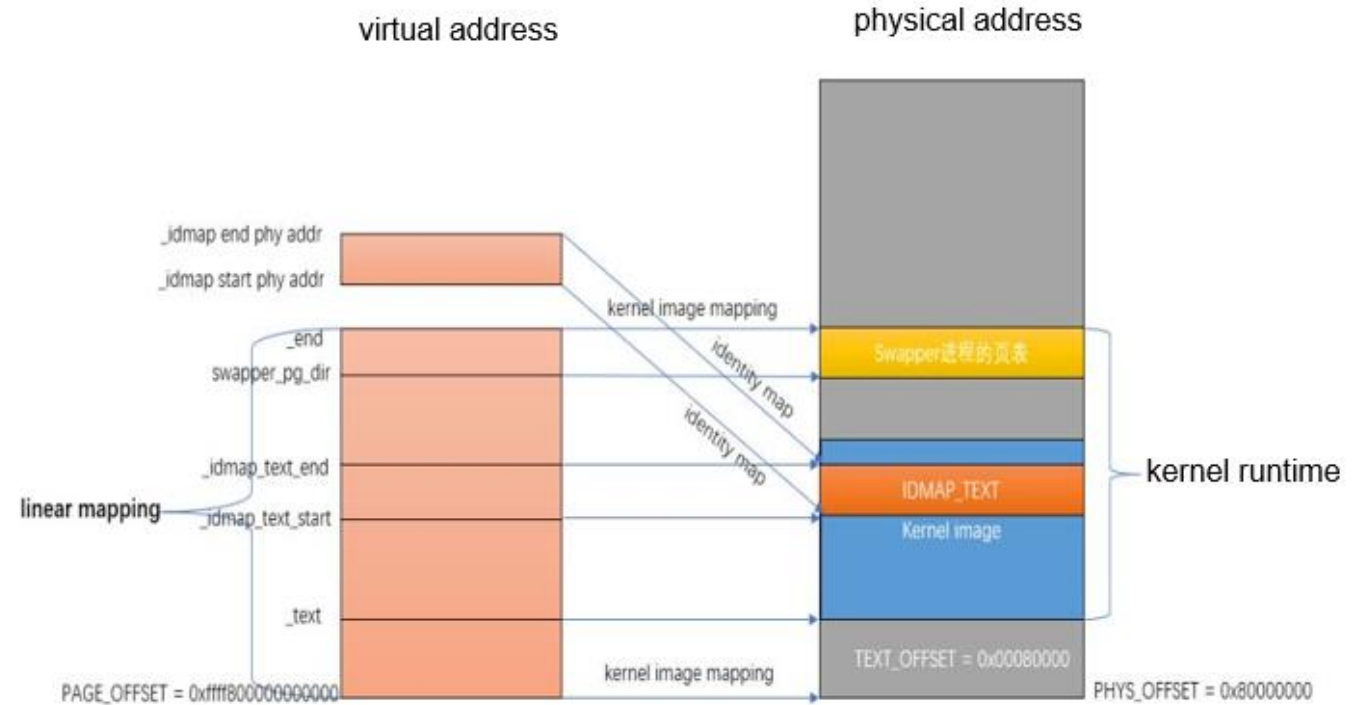 virtual address
physical address
_idmap end phy addr
_idmap start phy addr
kernel image mapping
_end
swapper_pg_dir
identity map
identity map
Swapper进程的页表
_idmap_text_end
IDMAP_TEXT
kernel runtime
linear mapping
_idmap_text_start
Kernel image
_text
TEXT_OFFSET = 0x00080000
kernel image mapping
PAGE_OFFSET = 0xffff800000000000
PHYS_OFFSET = 0x80000000